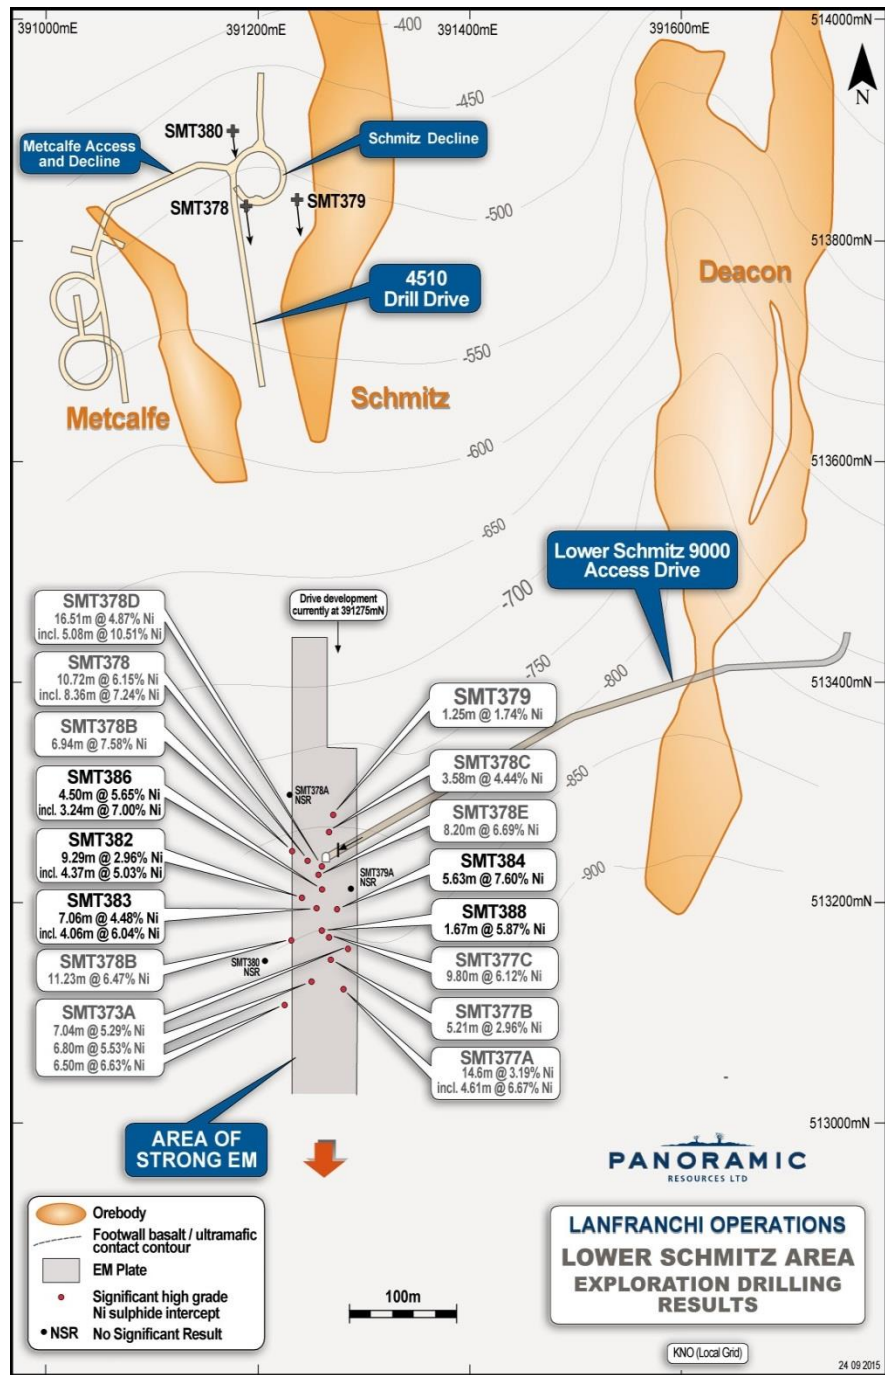 391000mE
391200mE
391400mE
391600mE
514000mN
-400
-450
N
SMT380
Metcalfe Access
and Decline
Schmitz Decline
SMT378
SMT379
-500
513800mN
4510
Drill Drive
Deacon
-550
Metcalfe
Schmitz
-600
513600mN
-650
Lower Schmitz 9000
Access Drive
-700
-750
-800
-850
-900
513400mN
Drive development
currently at 391275mN
SMT378D
16.51m @ 4.87% Ni
incl. 5.08m @ 10.51% Ni
SMT378
10.72m @ 6.15% Ni
incl. 8.36m @ 7.24% Ni
SMT378B
6.94m @ 7.58% Ni
SMT386
4.50m @ 5.65% Ni
incl. 3.24m @ 7.00% Ni
SMT382
9.29m @ 2.96% Ni
incl. 4.37m @ 5.03% Ni
SMT383
7.06m @ 4.48% Ni
incl. 4.06m @ 6.04% Ni
SMT378B
11.23m @ 6.47% Ni
SMT373A
7.04m @ 5.29% Ni
6.80m @ 5.53% Ni
6.50m @ 6.63% Ni
SMT378A
NSR
SMT379A
NSR
SMT380
NSR
SMT379
1.25m @ 1.74% Ni
SMT378C
3.58m @ 4.44% Ni
SMT378E
8.20m @ 6.69% Ni
SMT384
5.63m @ 7.60% Ni
SMT388
1.67m @ 5.87% Ni
SMT377C
9.80m @ 6.12% Ni
SMT377B
5.21m @ 2.96% Ni
SMT377A
14.6m @ 3.19% Ni
incl. 4.61m @ 6.67% Ni
513200mN
513000mN
AREA OF
STRONG EM
PANORAMIC
RESOURCES LTD
Orebody
Footwall basalt / ultramafic
contact contour
EM Plate
Significant high grade
Ni sulphide intercept
NSR No Significant Result
100m
LANFRANCHI OPERATIONS
LOWER SCHMITZ AREA
EXPLORATION DRILLING
RESULTS
KNO (Local Grid)
24 09 2015